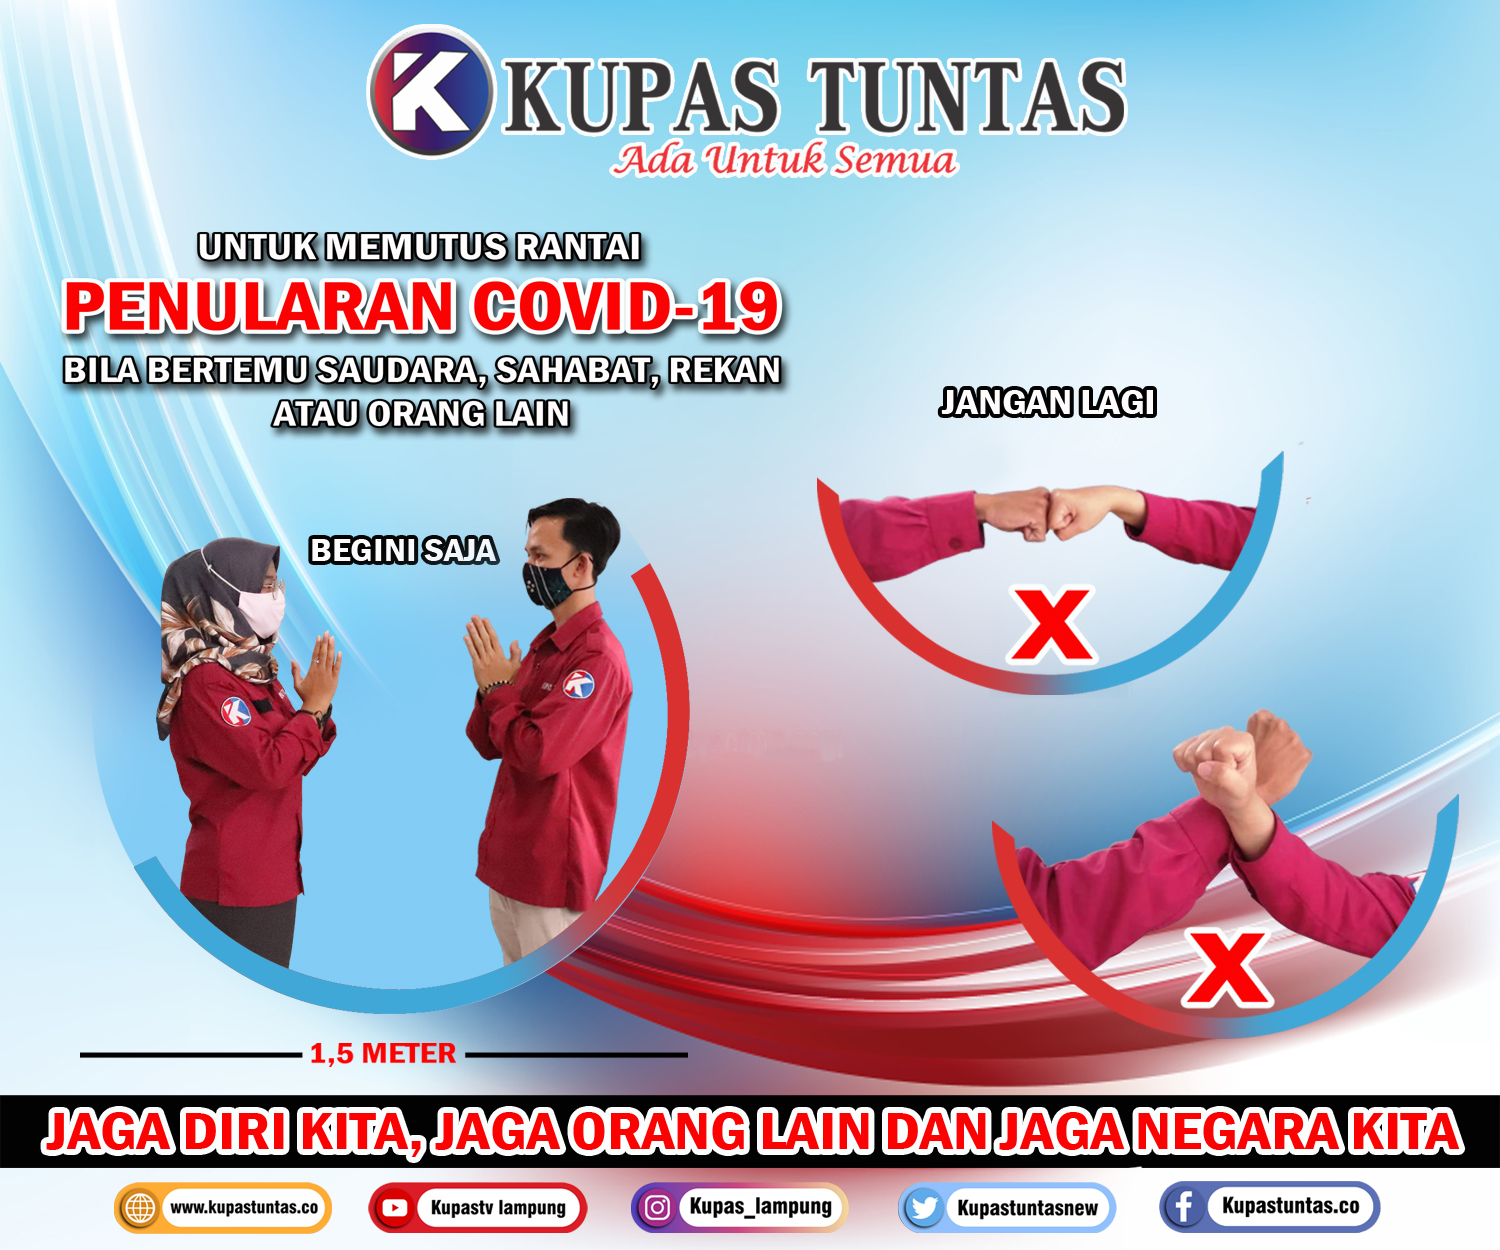 KUPAS TUNTAS
Ada Untuk Semua
UNTUK MEMUTUS RANTAI
PENULARAN COVID-19
BILA BERTEMU SAUDARA, SAHABAT, REKAN
ATAU ORANG LAIN
JANGAN LAGI
BEGINI SAJA
X
X
1,5 METER
JAGA DIRI KITA, JAGA ORANG LAIN DAN JAGA NEGARA KITA
www.kupastuntas.co
Kupastv lampung
Kupas_lampung
Kupastuntasnew
Kupastuntas.co